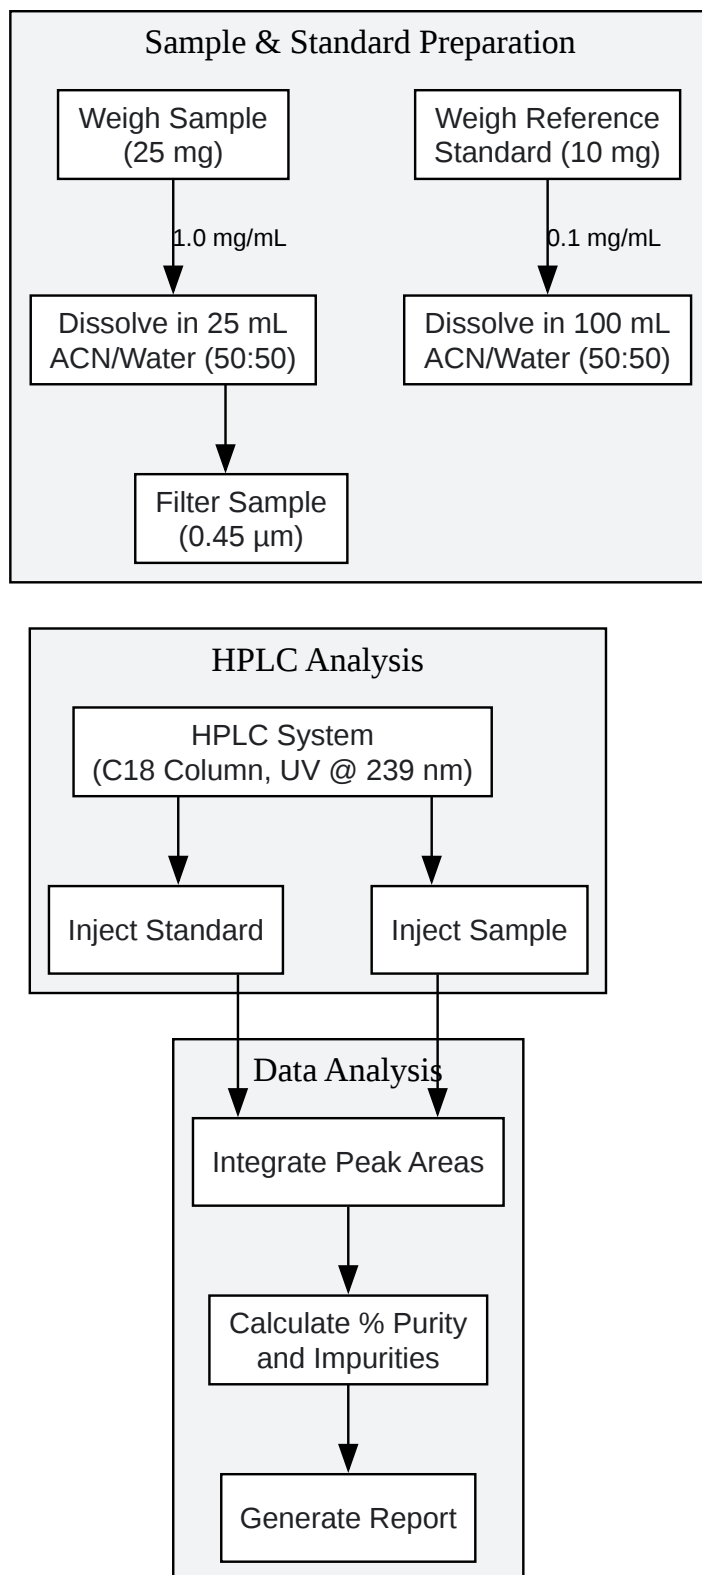 Sample & Standard Preparation
Weigh Sample
(25 mg)
Weigh Reference
Standard (10 mg)
1.0 mg/mL
0.1 mg/mL
Dissolve in 25 mL
ACN/Water (50:50)
Dissolve in 100 mL
ACN/Water (50:50)
Filter Sample
(0.45 µm)
HPLC Analysis
HPLC System
(C18 Column, UV @ 239 nm)
Inject Standard
Inject Sample
Data Analysis
Integrate Peak Areas
Calculate % Purity
and Impurities
Generate Report